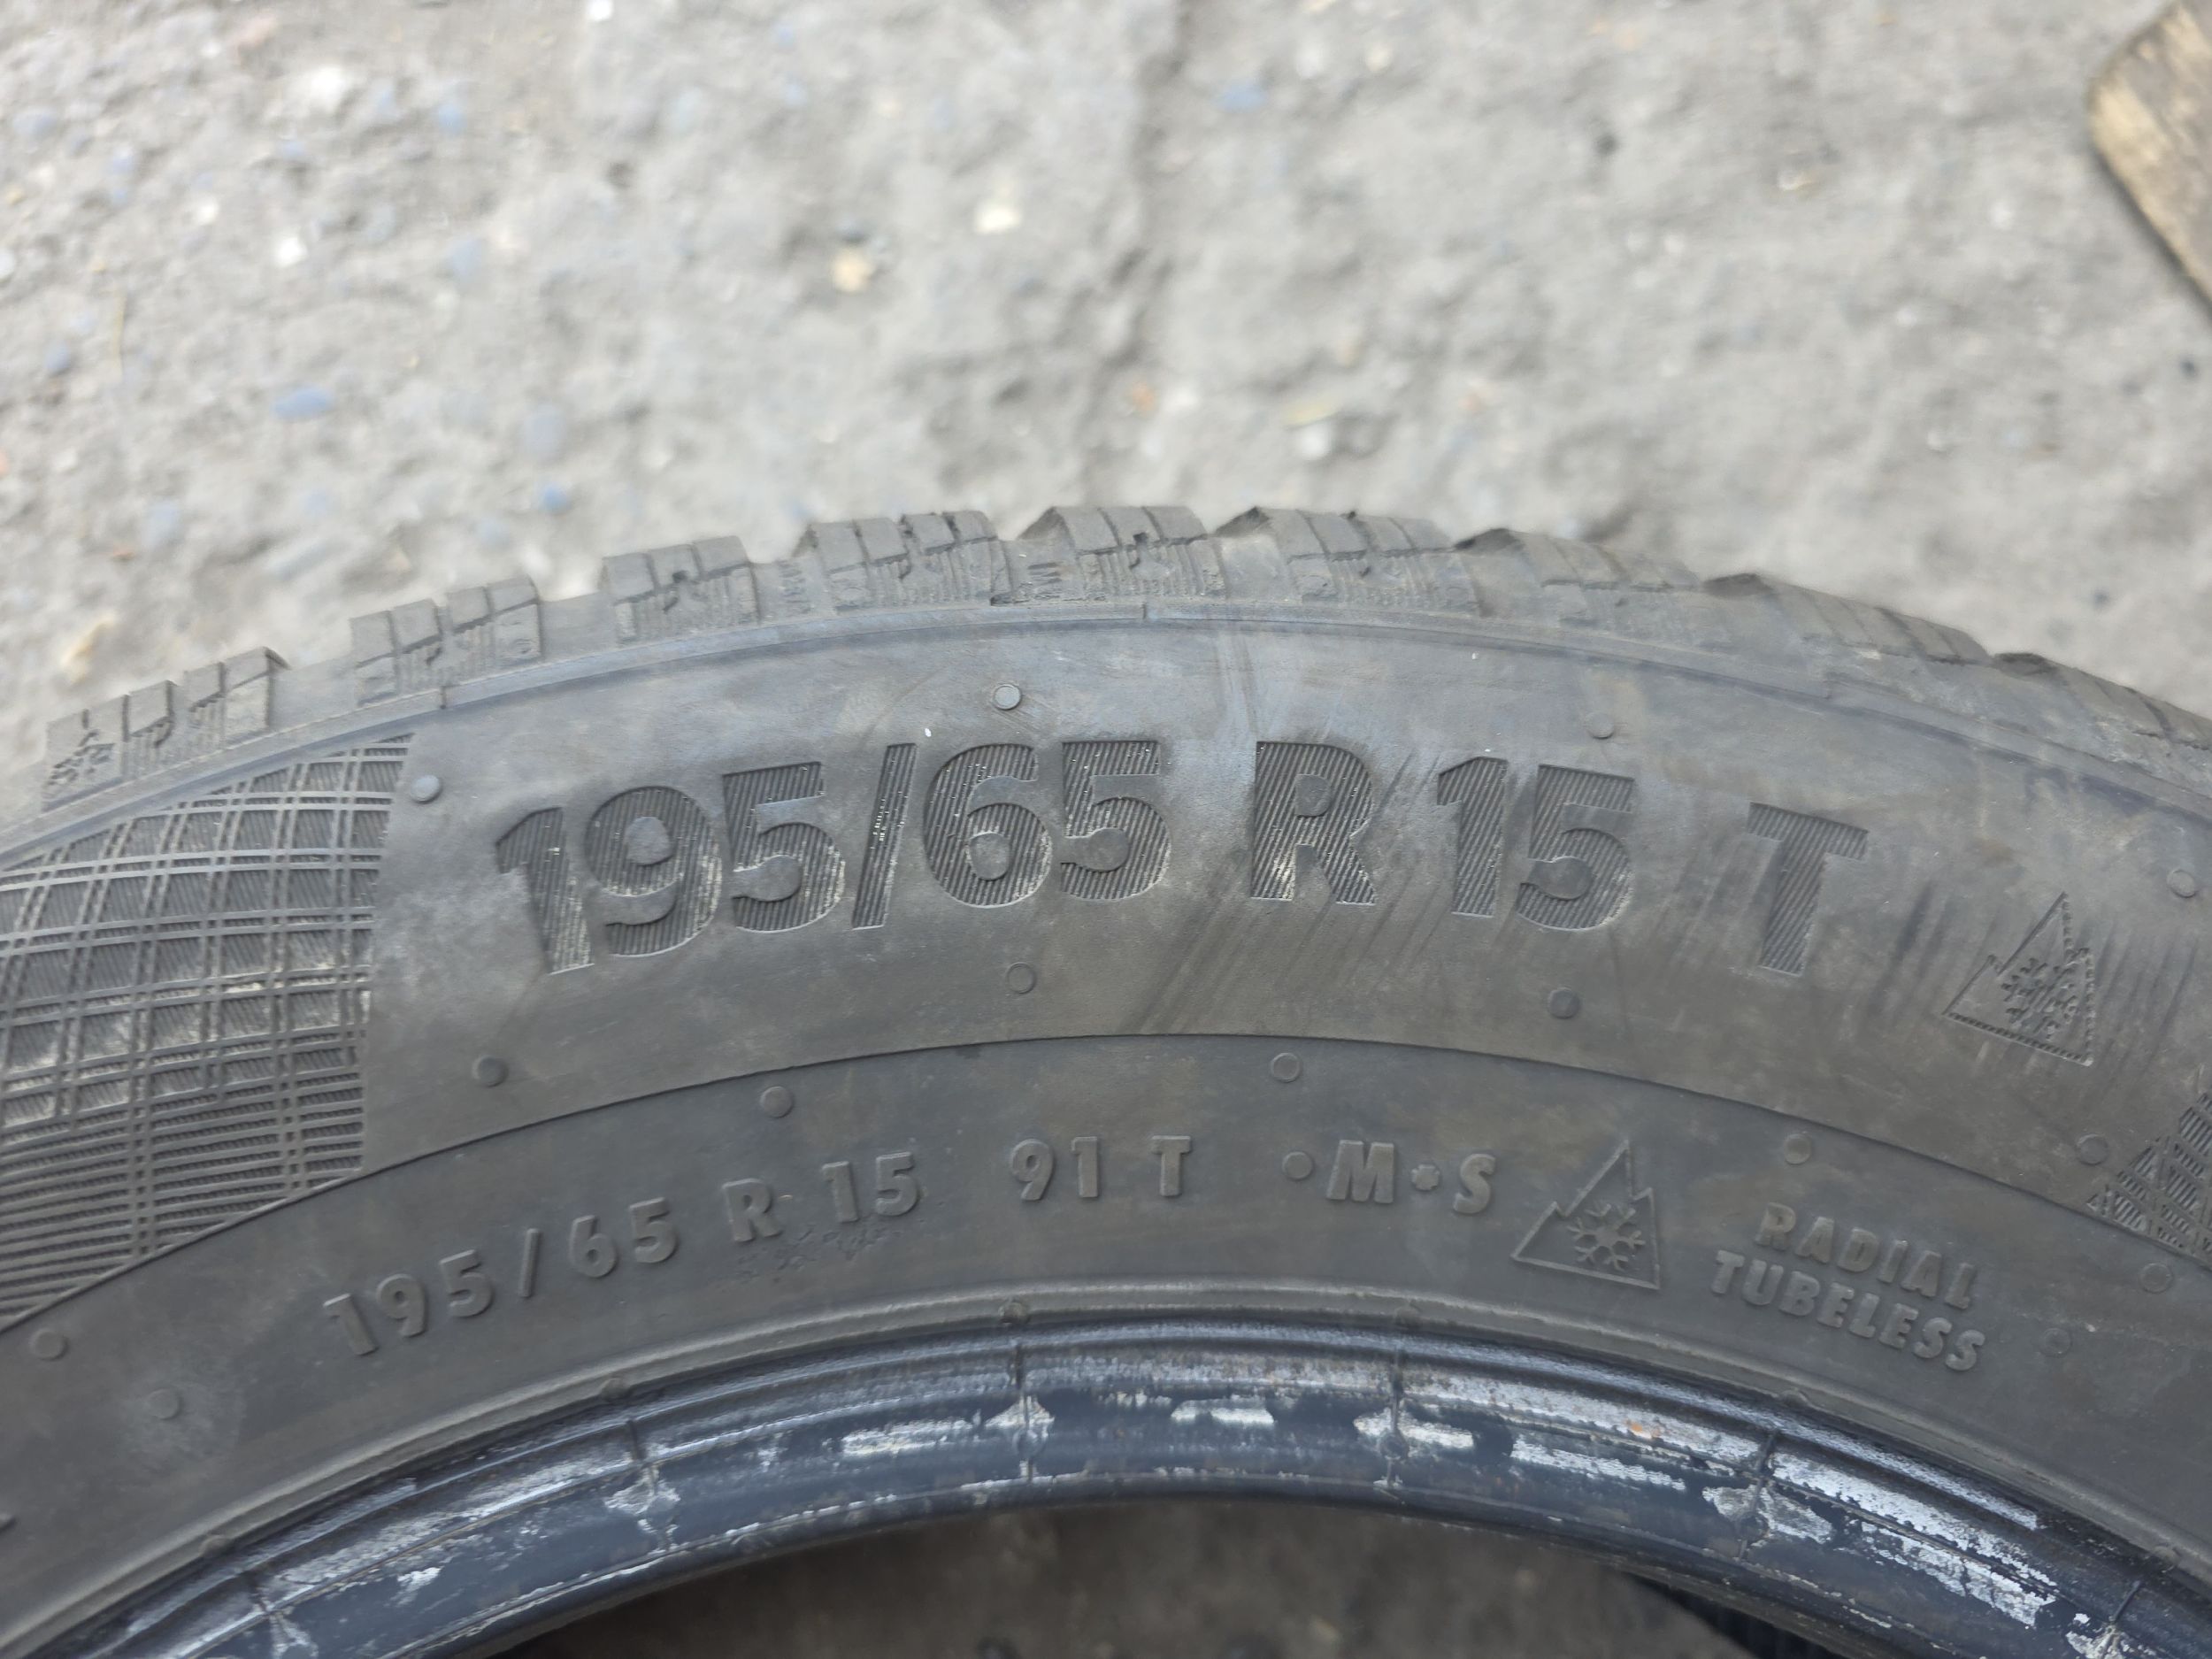 195/65 R 15 T
195/65 R 15 91 T •M•S
RADIAL
TUBELESS